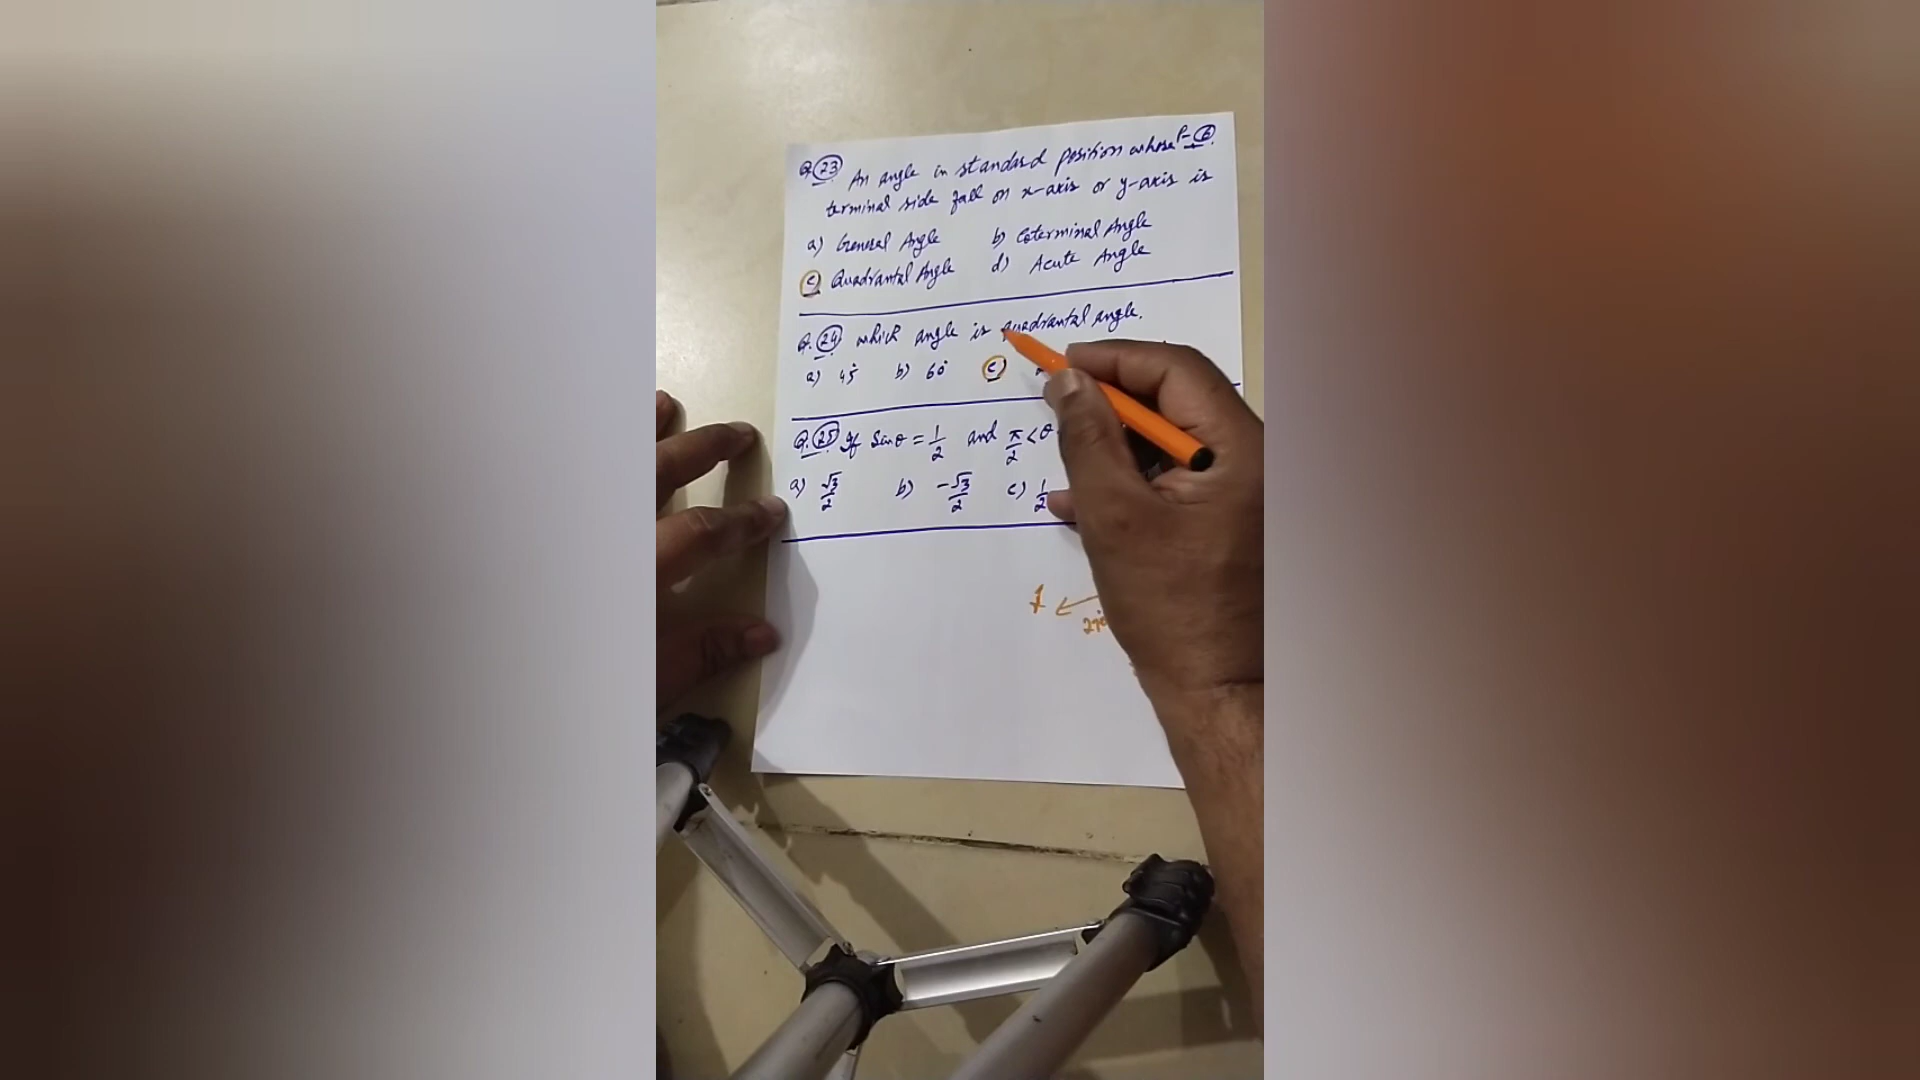 P-6
Q.23 An angle in standard position whose
terminal side fall on x-axis or y-axis is
a) General Angle b) Coterminal Angle
c Quadrantal Angle d) Acute Angle
Q.24 which angle is quadrantal angle.
a) 45° b) 60° c
Q.25 If Sinθ = 1/2 and π/2 < θ
a) √3/2 b) -√3/2 c) 1/2